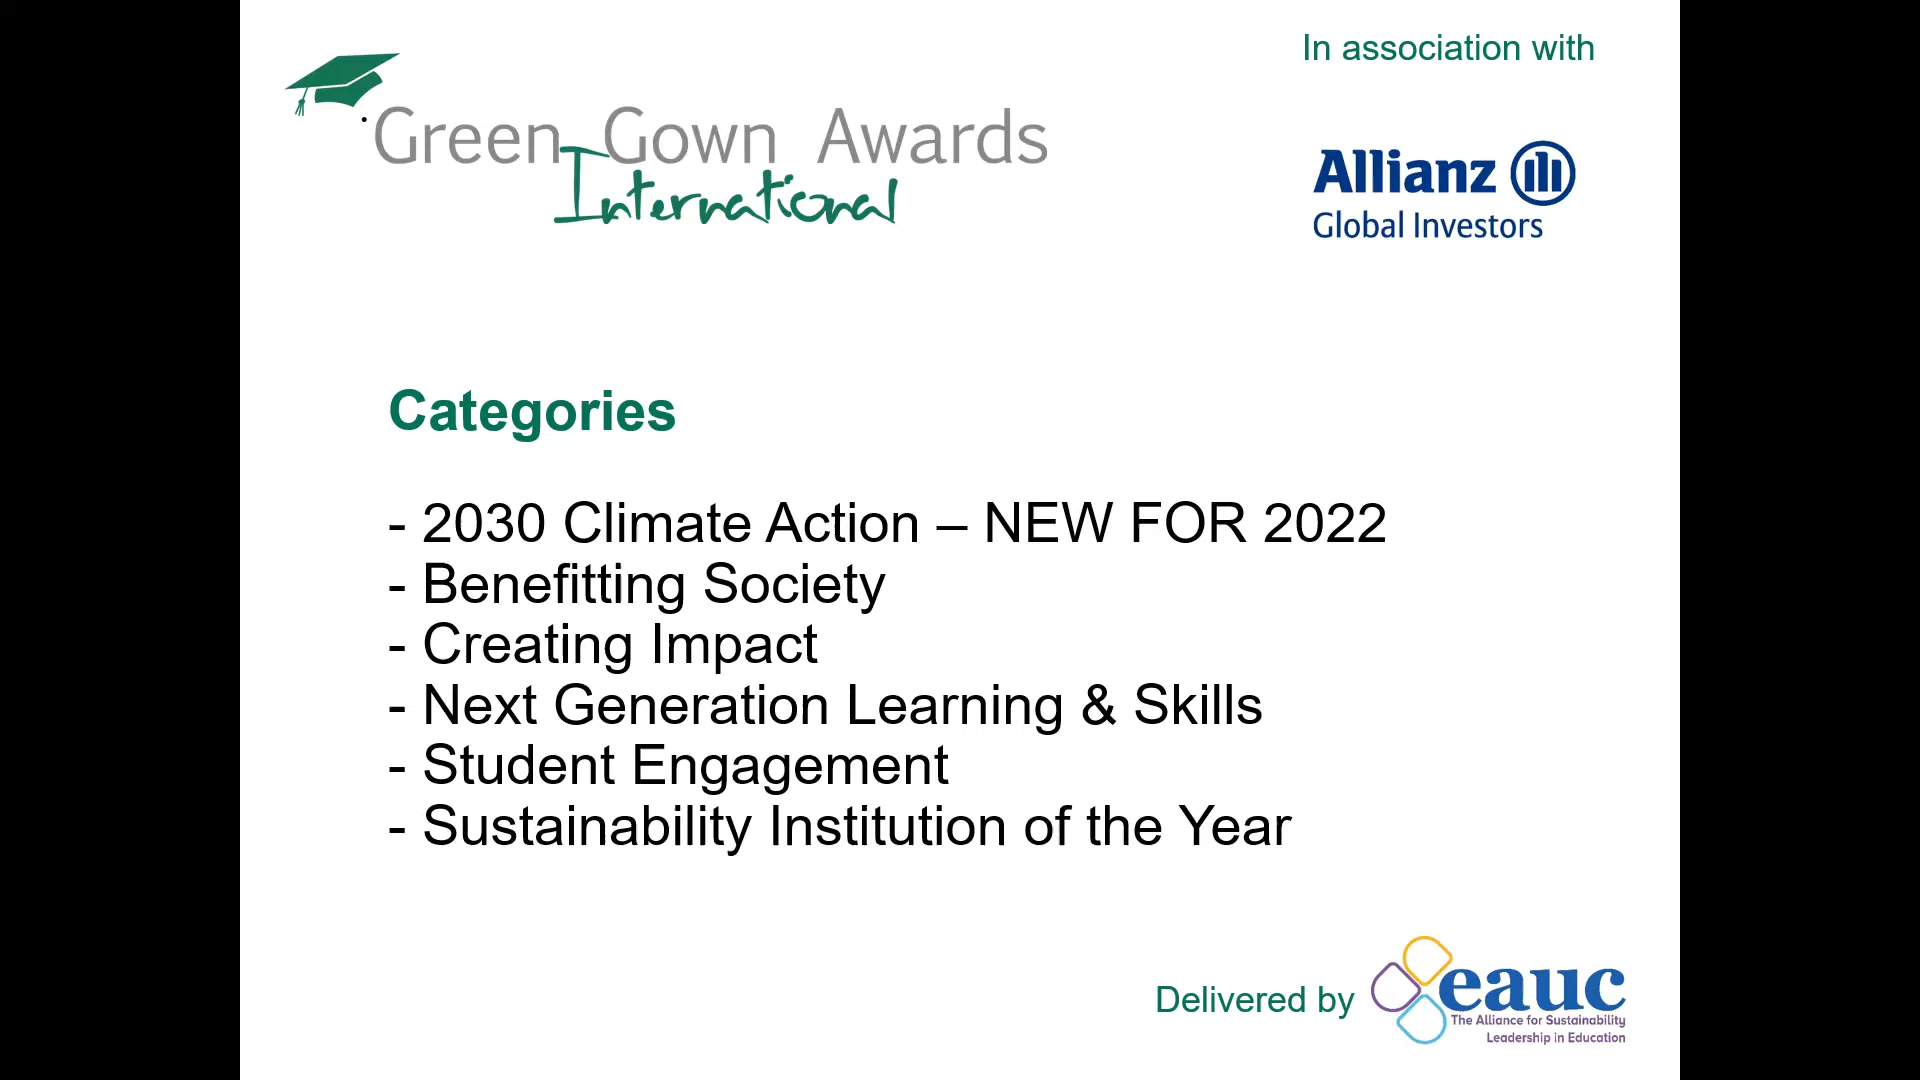 In association with
Green Gown Awards
International
Allianz
Global Investors
Categories
- 2030 Climate Action – NEW FOR 2022
- Benefitting Society
- Creating Impact
- Next Generation Learning & Skills
- Student Engagement
- Sustainability Institution of the Year
Delivered by
eauc
The Alliance for Sustainability
Leadership in Education